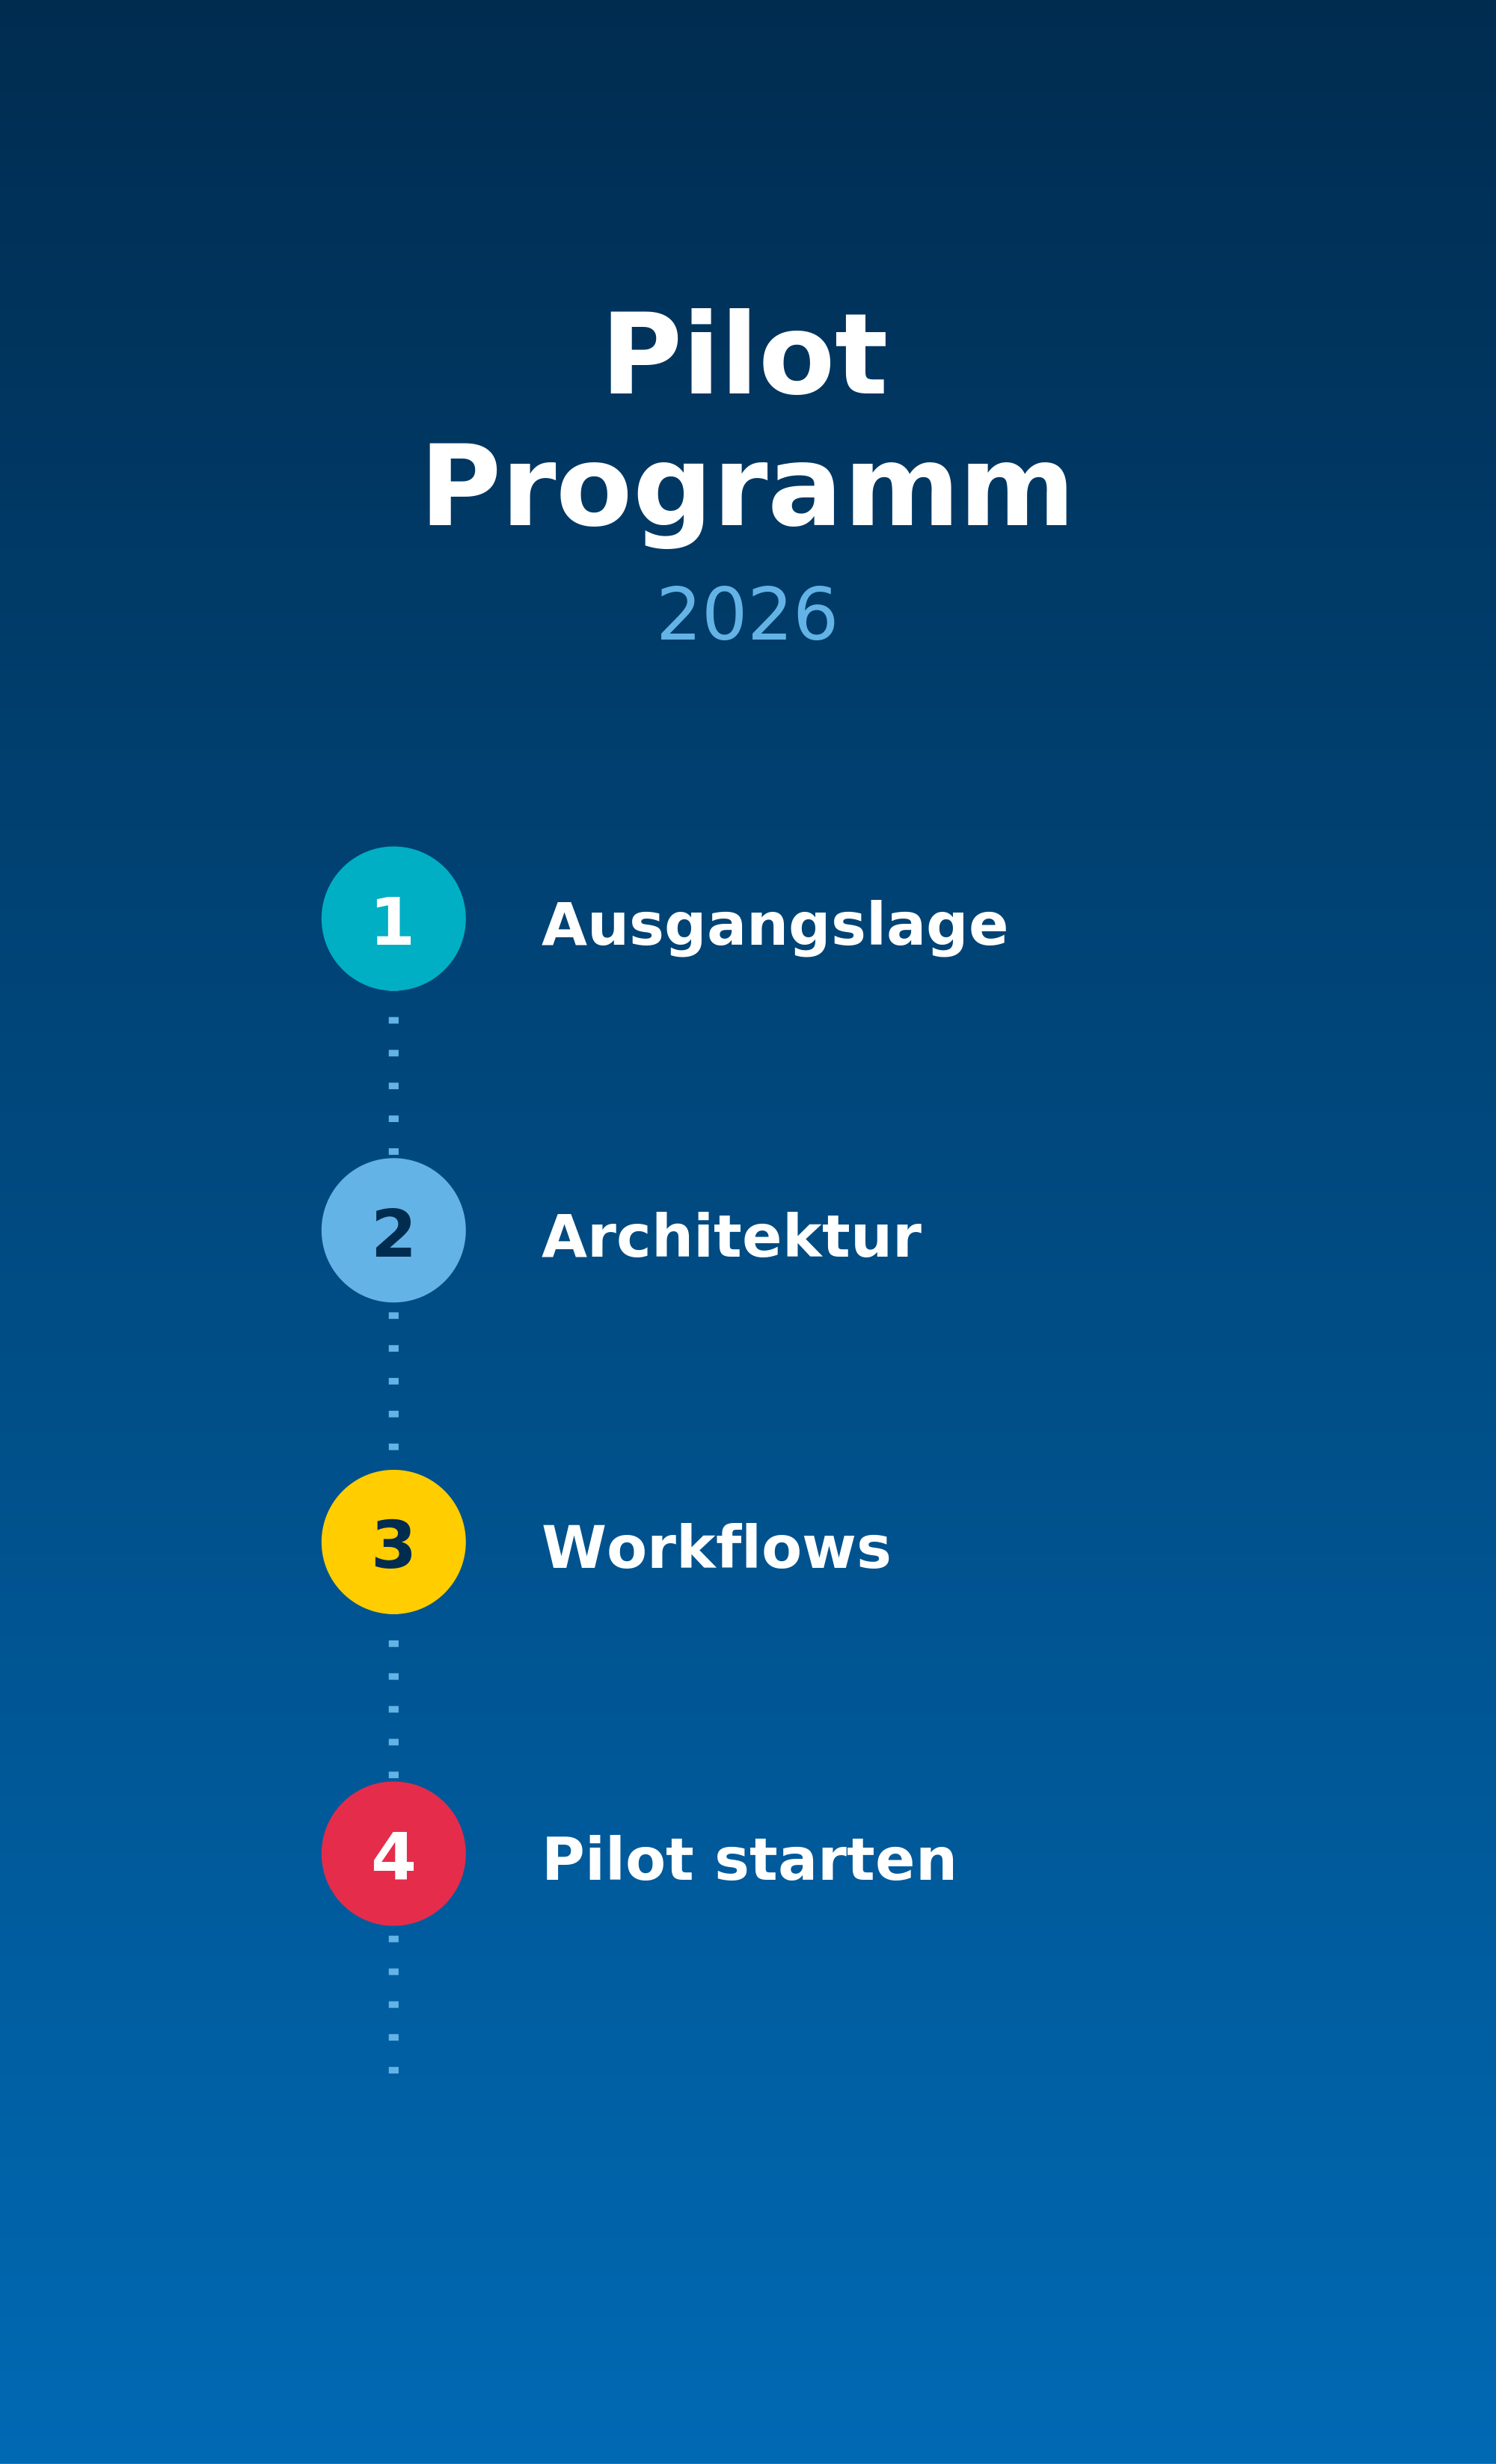 Pilot
Programm
2026
1 Ausgangslage
2 Architektur
3 Workflows
4 Pilot starten